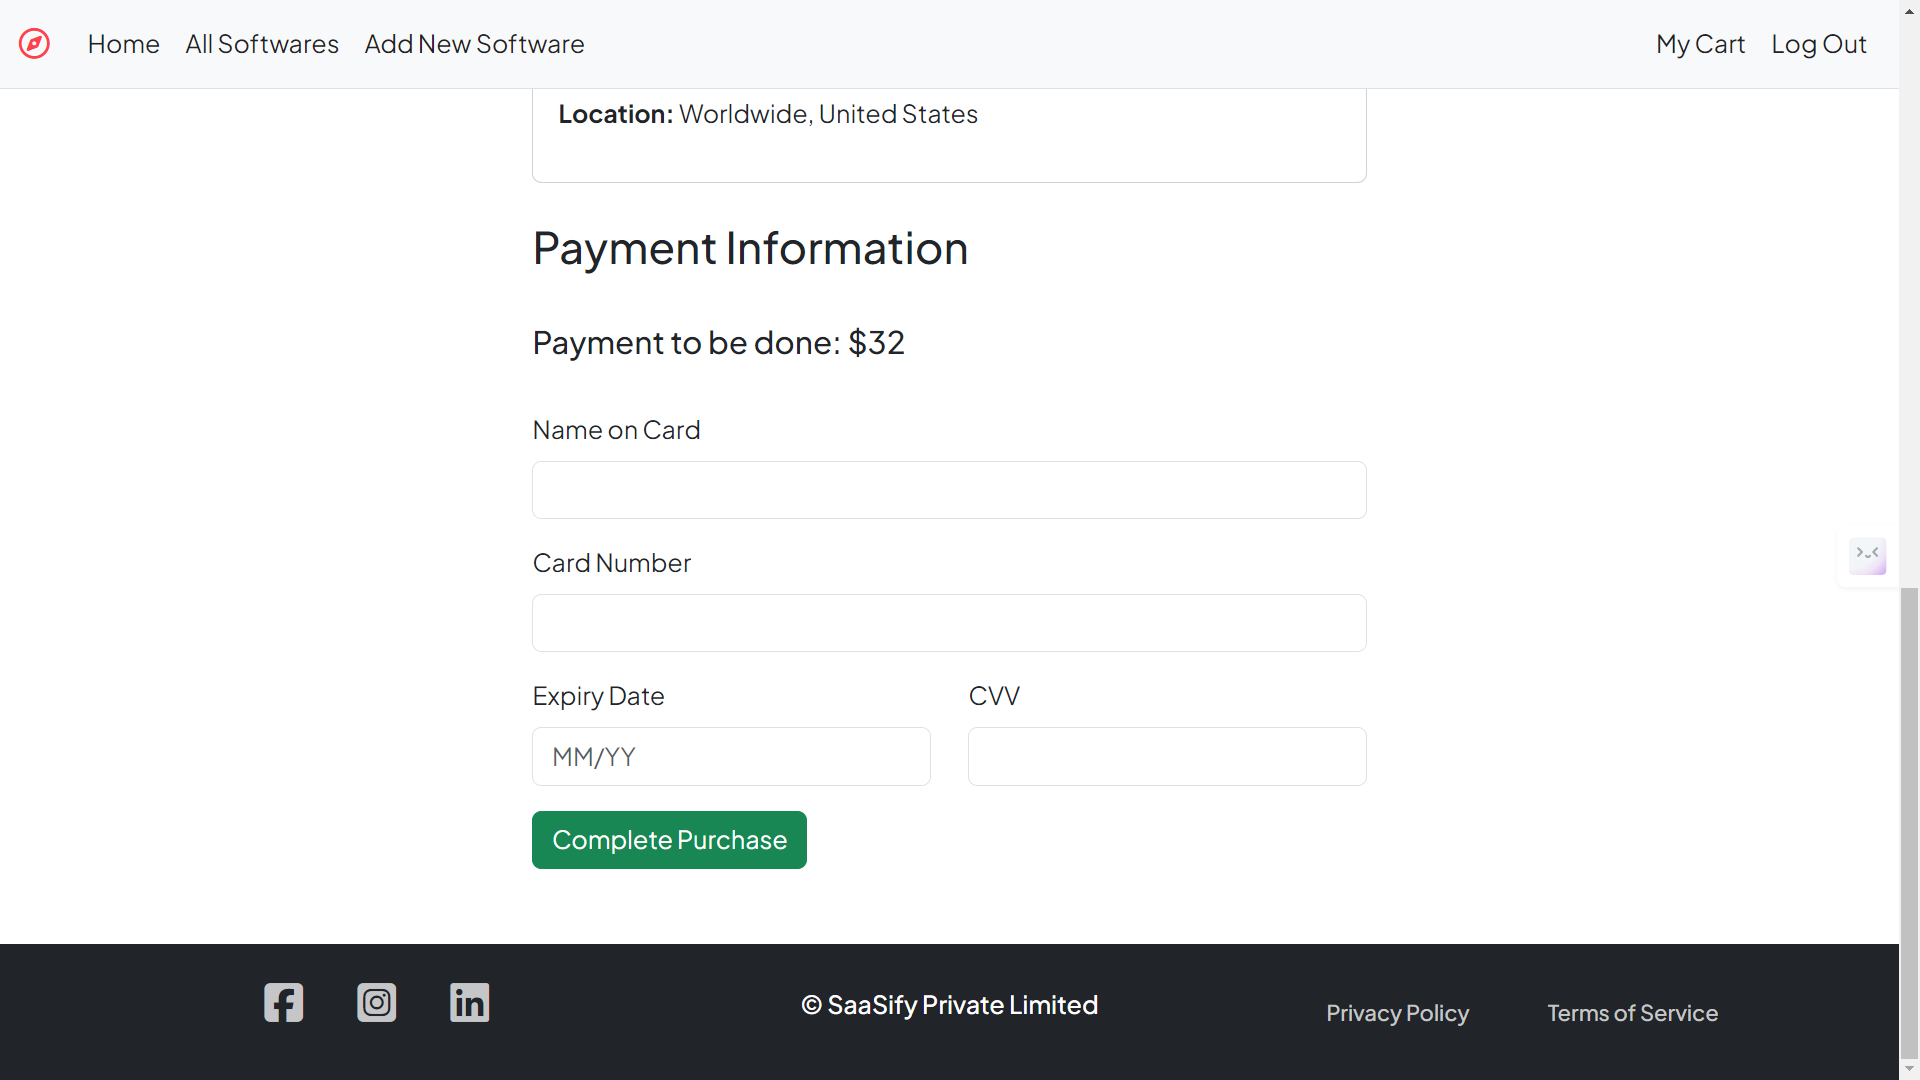 Home All Softwares Add New Software My Cart Log Out
Location: Worldwide, United States
Payment Information
Payment to be done: $32
Name on Card
Card Number
Expiry Date CVV
MM/YY
Complete Purchase
© SaaSify Private Limited Privacy Policy Terms of Service